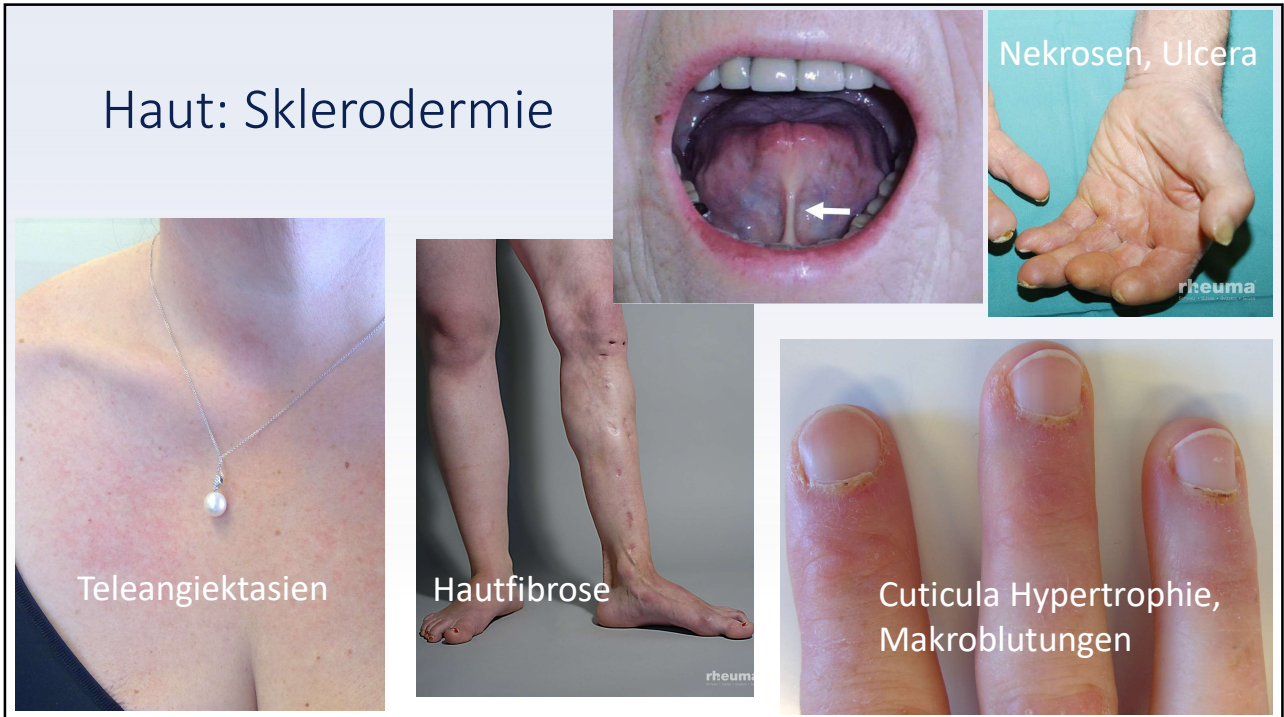 Haut: Sklerodermie
Nekrosen, Ulcera
rheuma
Teleangiektasien
Hautfibrose
rheuma
Cuticula Hypertrophie,
Makroblutungen